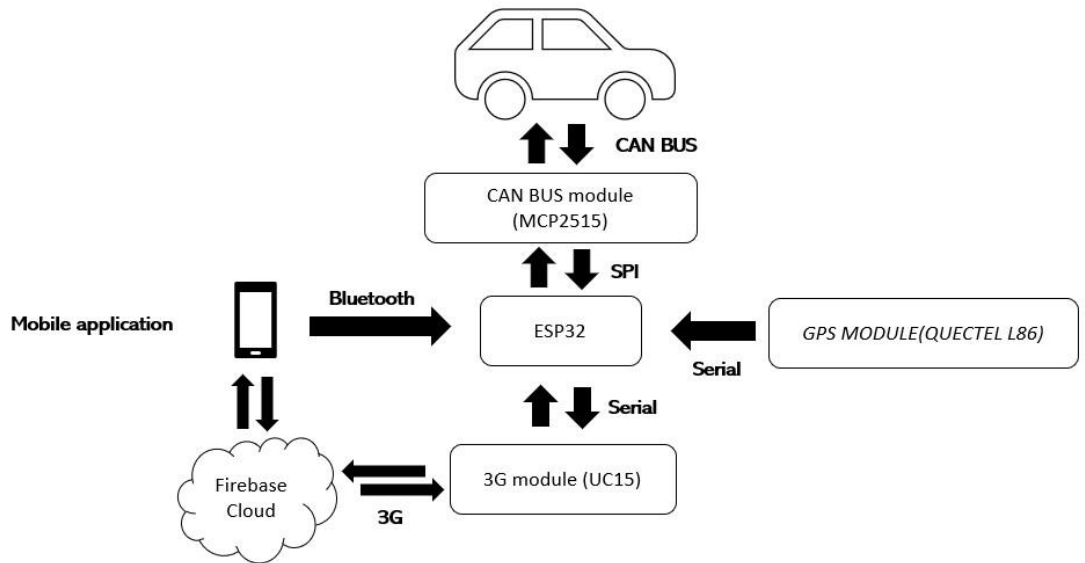 CAN BUS
CAN BUS module
(MCP2515)
SPI
Mobile application
Bluetooth
ESP32
GPS MODULE(QUECTEL L86)
Serial
Serial
Firebase
Cloud
3G
3G module (UC15)